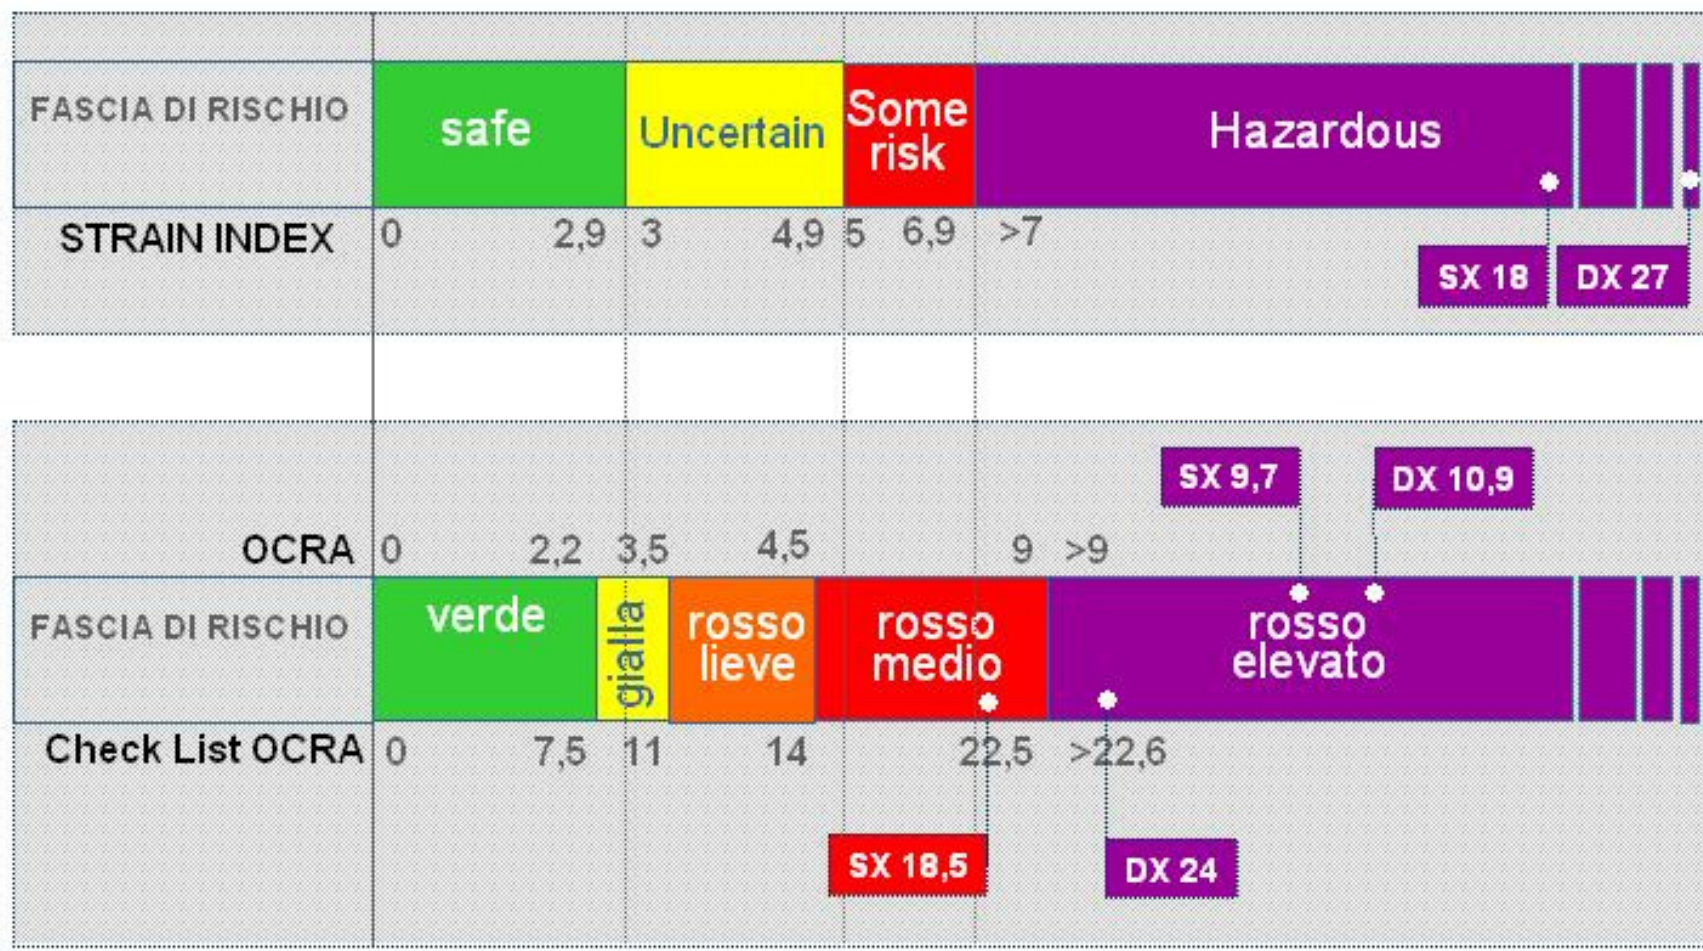 FASCIA DI RISCHIO
safe
Uncertain
Some
risk
Hazardous
STRAIN INDEX
0 2,9 3 4,9 5 6,9 >7
SX 18 DX 27
SX 9,7 DX 10,9
OCRA 0 2,2 3,5 4,5 9 >9
FASCIA DI RISCHIO
verde
gialla
rosso
lieve
rosso
medio
rosso
elevato
Check List OCRA 0 7,5 11 14 22,5 >22,6
SX 18,5 DX 24